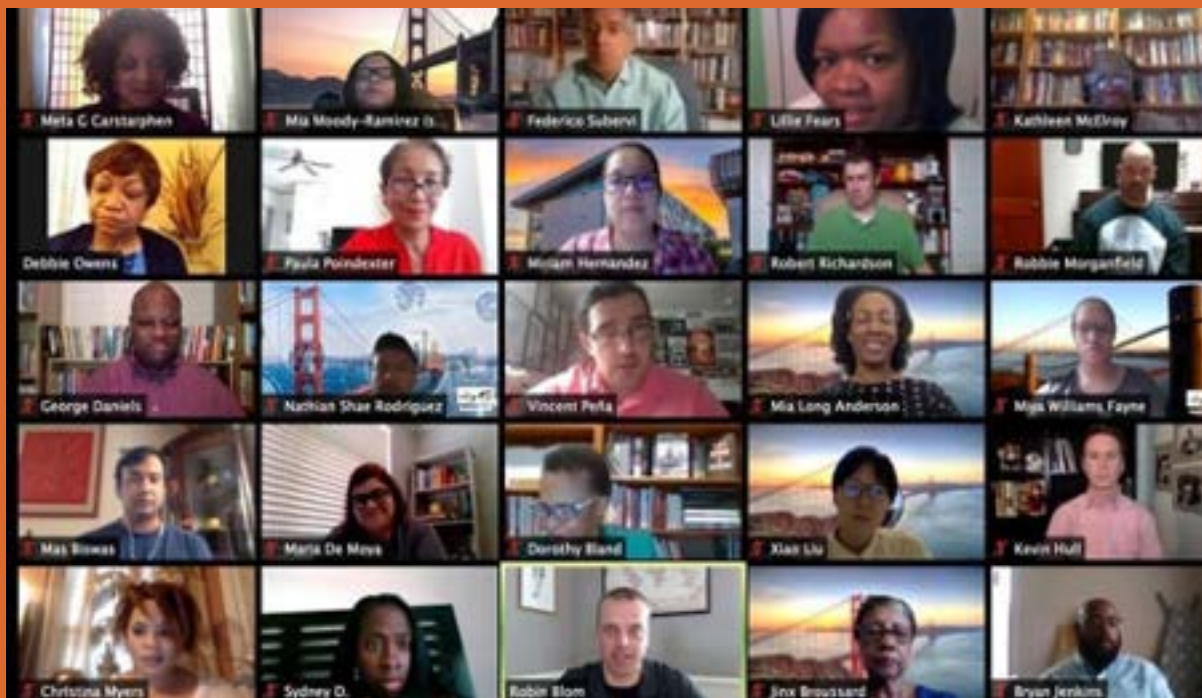 Meta G Carstarphen
Mia Moody-Ramirez (s
Federico Subervi
Lillie Fears
Kathleen McElroy
Debbie Owens
Paula Poindexter
Miriam Hernandez
Robert Richardson
Robbie Morganfield
George Daniels
Nathian Shae Rodriguez
Vincent Peña
Mia Long Anderson
Miya Williams Fayne
Mas Biswas
Maria De Moya
Dorothy Bland
Xiao Liu
Kevin Hull
Christina Myers
Sydney D.
Robin Blom
Jinx Broussard
Bryan Jenkins